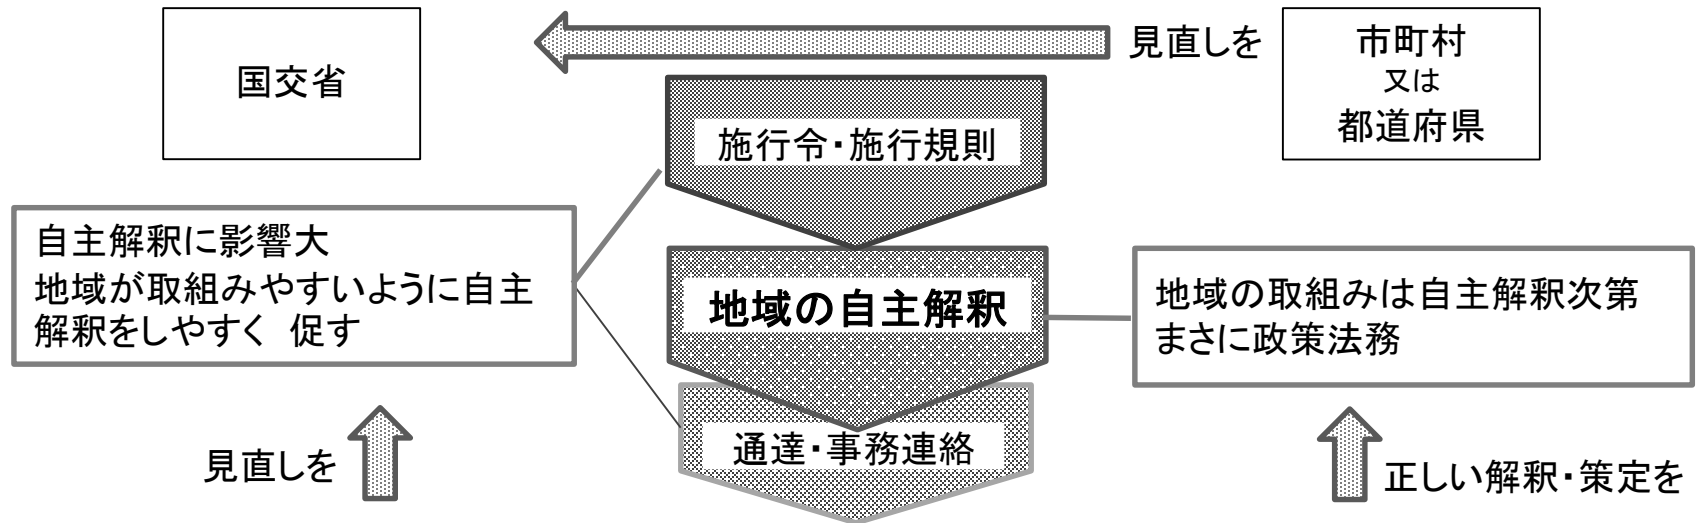 国交省
見直しを
市町村
又は
都道府県
施行令・施行規則
自主解釈に影響大
地域が取組みやすいように自主
解釈をしやすく 促す
地域の自主解釈
地域の取組みは自主解釈次第
まさに政策法務
通達・事務連絡
見直しを
正しい解釈・策定を